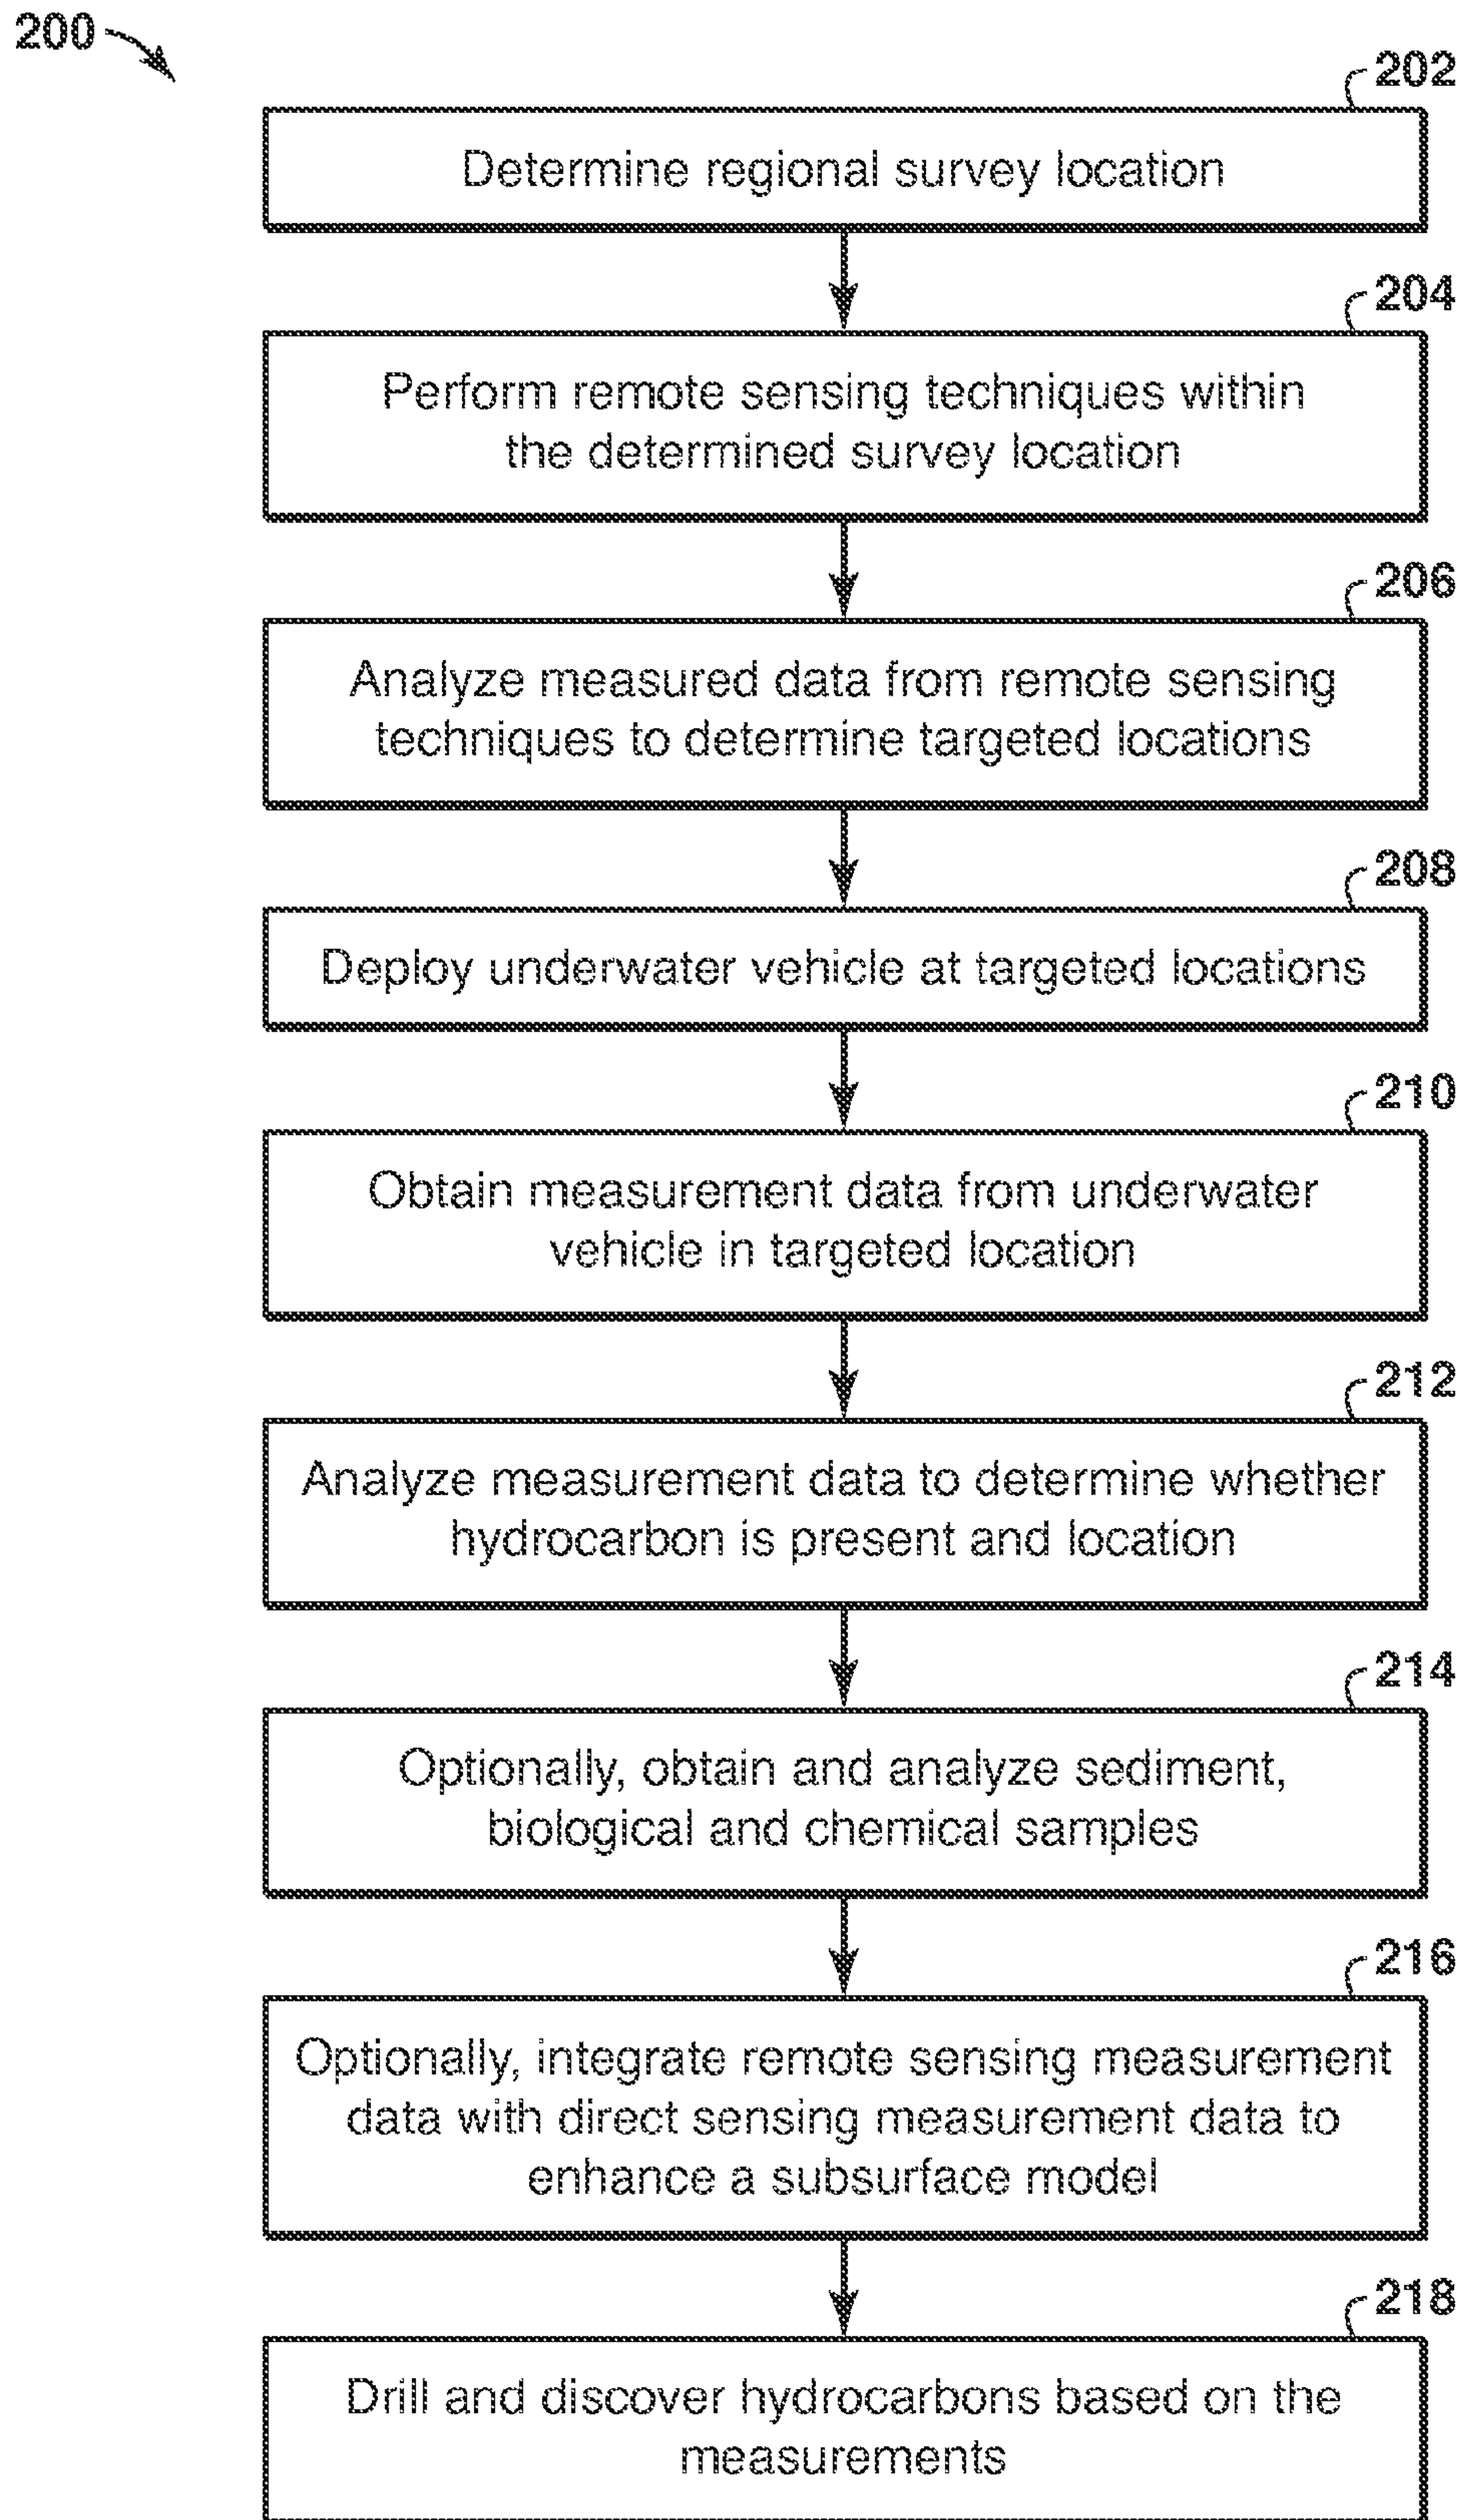 200
202
Determine regional survey location
204
Perform remote sensing techniques within
the determined survey location
206
Analyze measured data from remote sensing
techniques to determine targeted locations
208
Deploy underwater vehicle at targeted locations
210
Obtain measurement data from underwater
vehicle in targeted location
212
Analyze measurement data to determine whether
hydrocarbon is present and location
214
Optionally, obtain and analyze sediment,
biological and chemical samples
216
Optionally, integrate remote sensing measurement
data with direct sensing measurement data to
enhance a subsurface model
218
Drill and discover hydrocarbons based on the
measurements